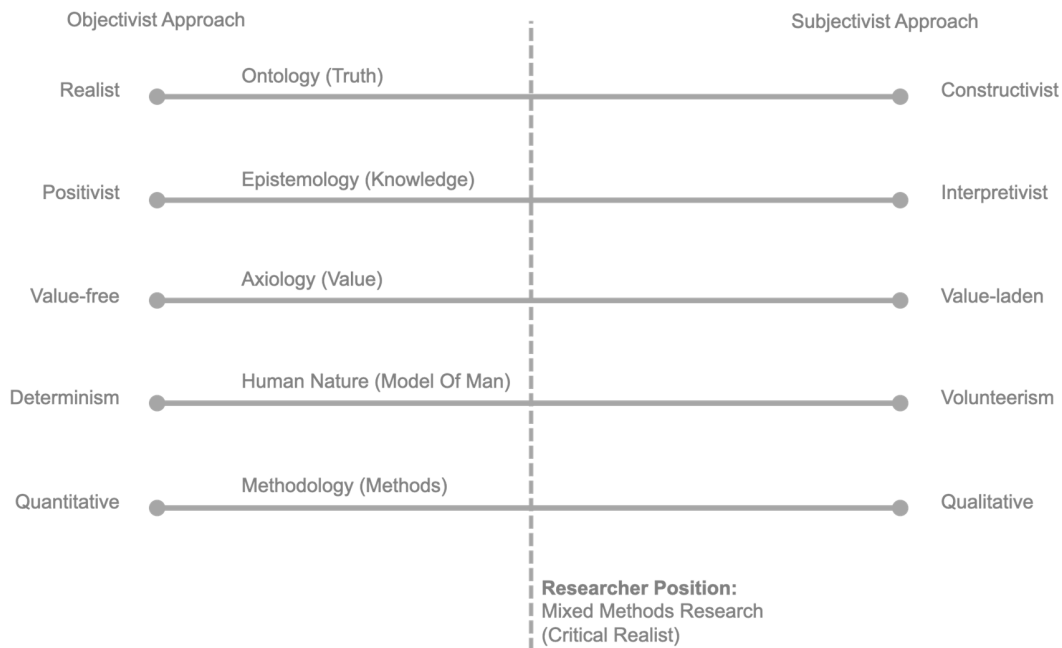 Objectivist Approach
Subjectivist Approach
Ontology (Truth)
Realist
Constructivist
Epistemology (Knowledge)
Positivist
Interpretivist
Axiology (Value)
Value-free
Value-laden
Human Nature (Model Of Man)
Determinism
Volunteerism
Methodology (Methods)
Quantitative
Qualitative
Researcher Position:
Mixed Methods Research
(Critical Realist)